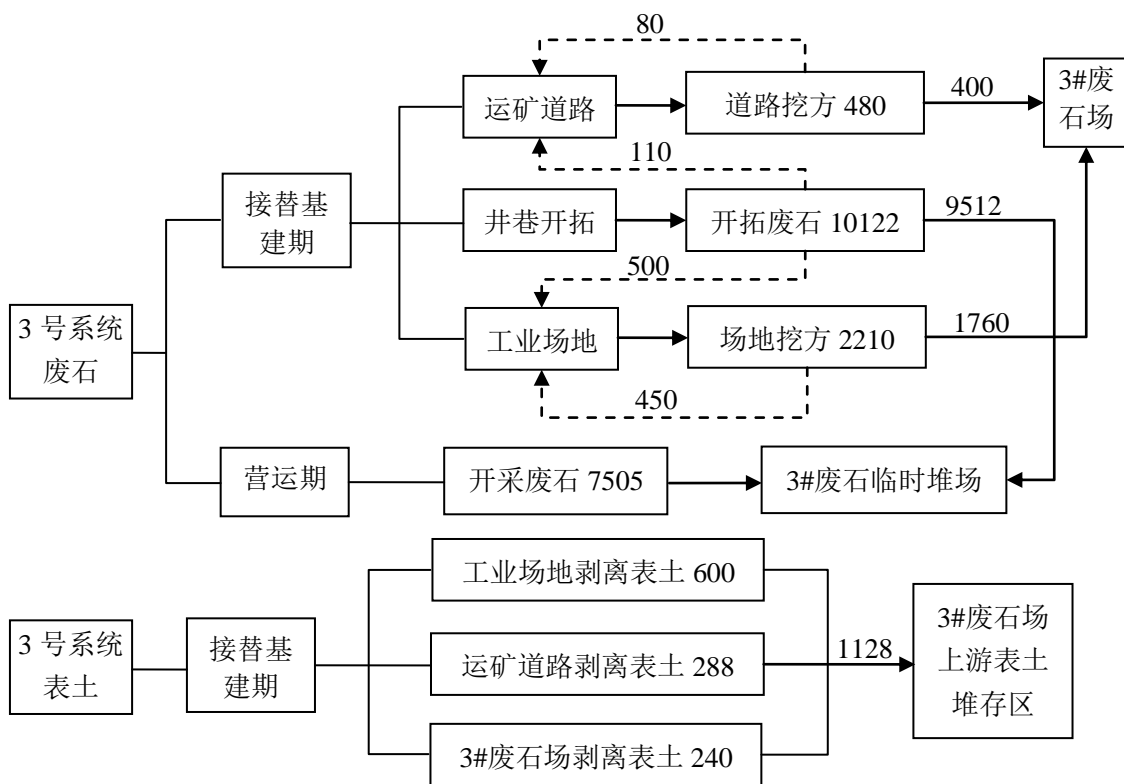 80
运矿道路
道路挖方 480
400
3#废
石场
110
接替基
建期
井巷开拓
开拓废石 10122
9512
500
3 号系统
废石
工业场地
场地挖方 2210
1760
450
营运期
开采废石 7505
3#废石临时堆场
工业场地剥离表土 600
3 号系统
表土
接替基
建期
运矿道路剥离表土 288
1128
3#废石场
上游表土
堆存区
3#废石场剥离表土 240